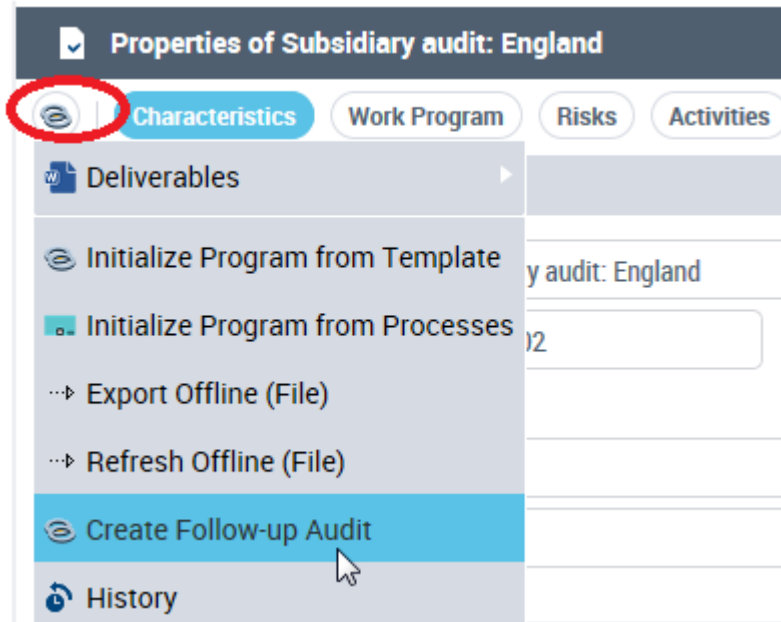 Properties of Subsidiary audit: England
Characteristics Work Program Risks Activities
Deliverables
Initialize Program from Template
y audit: England
Initialize Program from Processes
02
Export Offline (File)
Refresh Offline (File)
Create Follow-up Audit
History